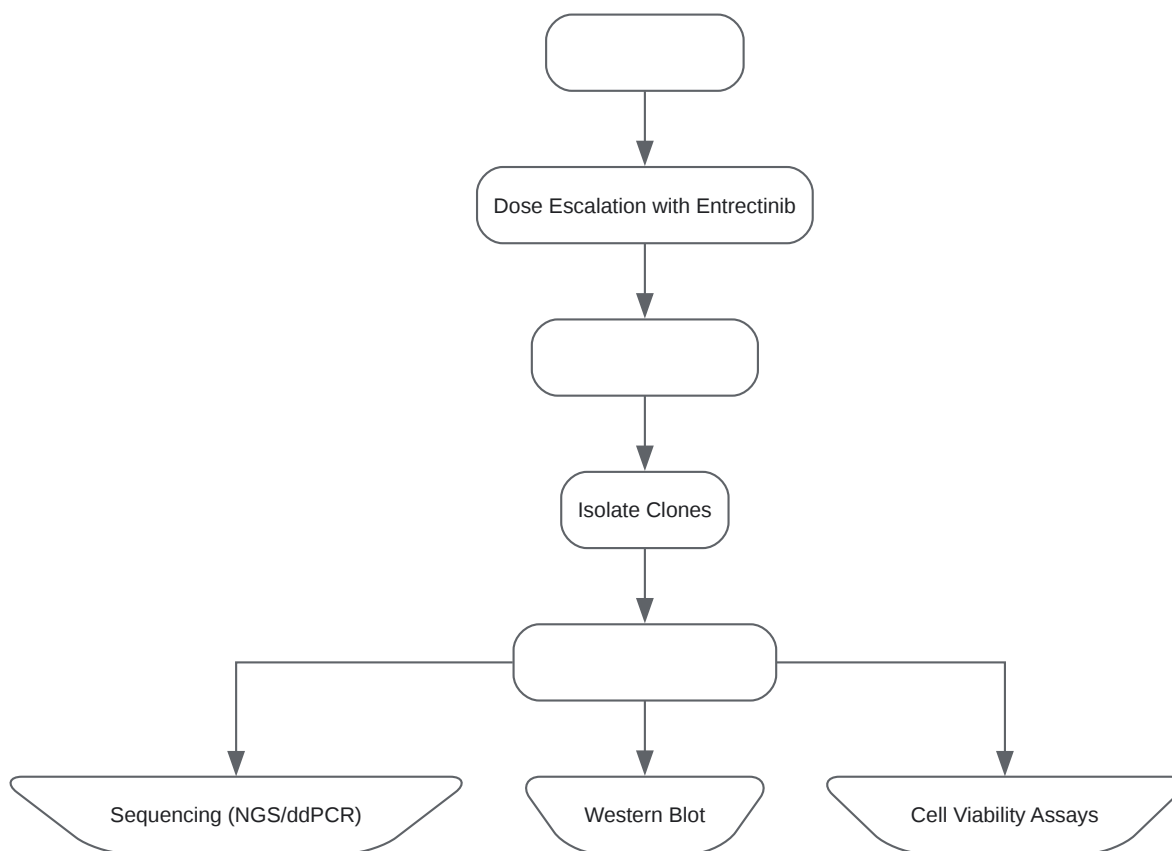 Dose Escalation with Entrectinib
Isolate Clones
Sequencing (NGS/ddPCR)
Western Blot
Cell Viability Assays